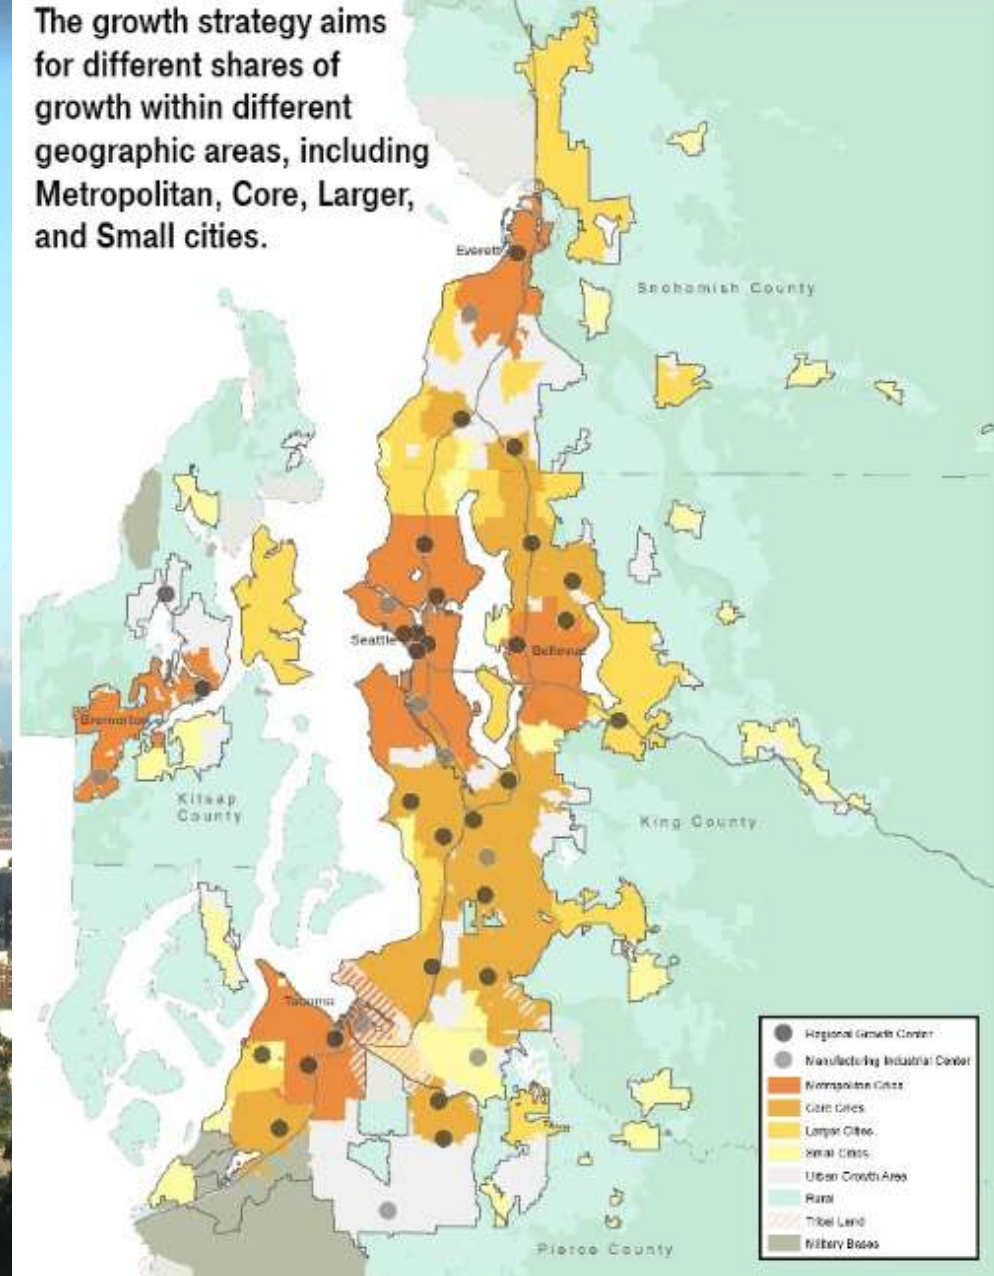 The growth strategy aims
for different shares of
growth within different
geographic areas, including
Metropolitan, Core, Larger,
and Small cities.
Everett
Snohomish County
Seattle
Bellevue
Bremerton
Kitsap
County
King County
Tacoma
Regional Growth Center
Manufacturing Industrial Center
Metropolitan Cities
Core Cities
Larger Cities
Small Cities
Urban Growth Area
Rural
Tribal Land
Military Bases
Pierce County